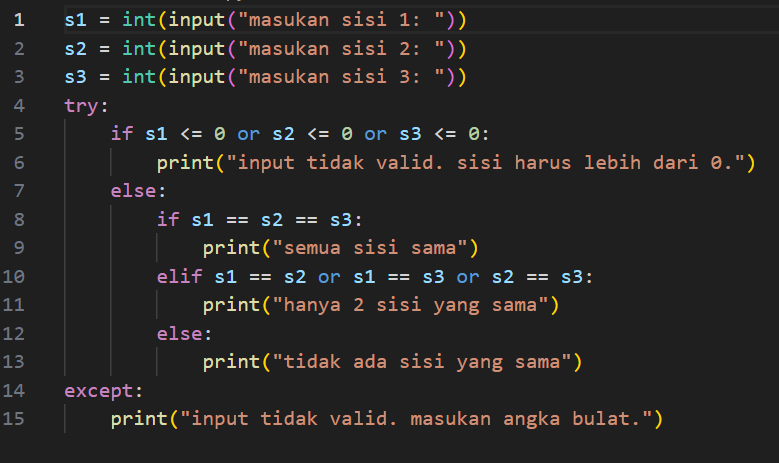 1 s1 = int(input("masukan sisi 1: "))
2 s2 = int(input("masukan sisi 2: "))
3 s3 = int(input("masukan sisi 3: "))
4 try:
5     if s1 <= 0 or s2 <= 0 or s3 <= 0:
6         print("input tidak valid. sisi harus lebih dari 0.")
7     else:
8         if s1 == s2 == s3:
9             print("semua sisi sama")
10         elif s1 == s2 or s1 == s3 or s2 == s3:
11             print("hanya 2 sisi yang sama")
12         else:
13             print("tidak ada sisi yang sama")
14 except:
15     print("input tidak valid. masukan angka bulat.")